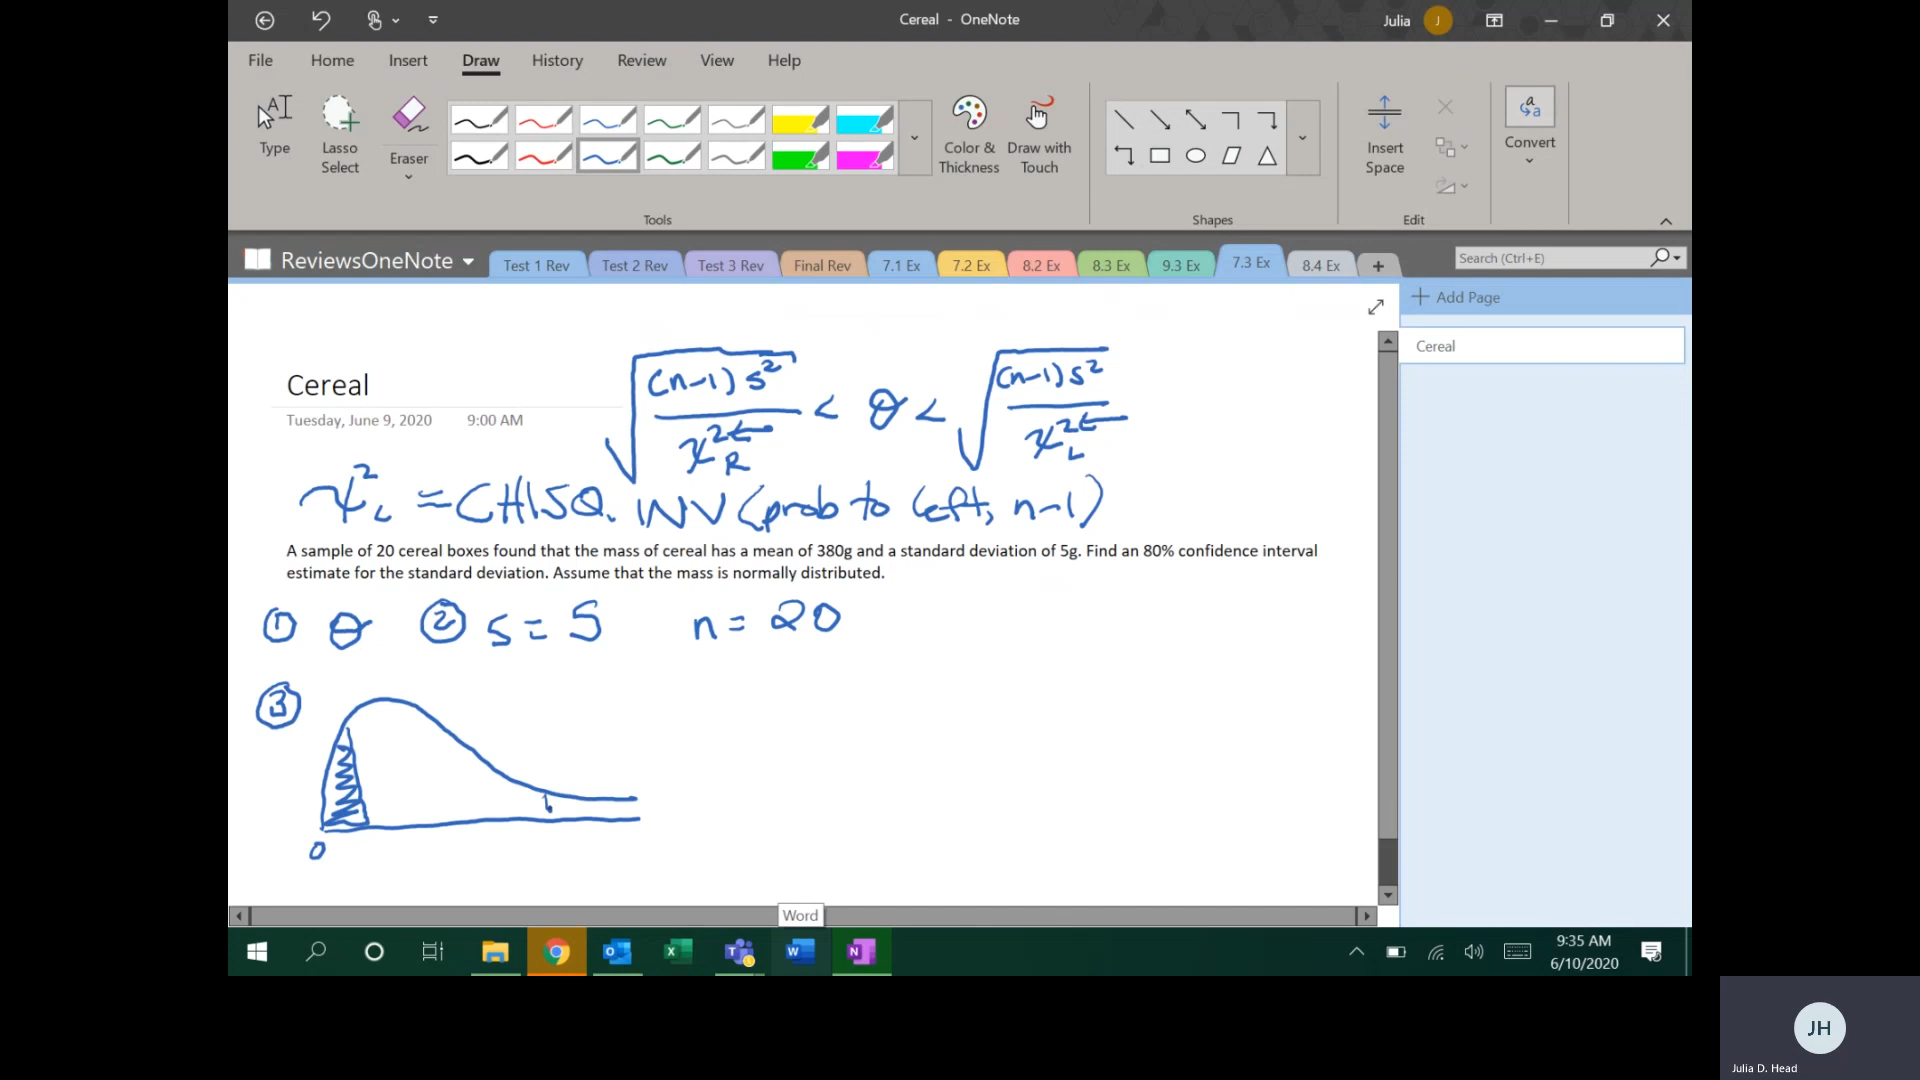 Cereal - OneNote
Julia
J
File Home Insert Draw History Review View Help
Type
Lasso Select
Eraser
Color & Thickness
Draw with Touch
Insert Space
Convert
Tools
Shapes
Edit
ReviewsOneNote
Test 1 Rev
Test 2 Rev
Test 3 Rev
Final Rev
7.1 Ex
7.2 Ex
8.2 Ex
8.3 Ex
9.3 Ex
7.3 Ex
8.4 Ex
Search (Ctrl+E)
Add Page
Cereal
Cereal
Tuesday, June 9, 2020 9:00 AM
√((n-1)s²/χ²R) < σ < √((n-1)s²/χ²L)
χ²L = CHISQ.INV(prob to left, n-1)
A sample of 20 cereal boxes found that the mass of cereal has a mean of 380g and a standard deviation of 5g. Find an 80% confidence interval
estimate for the standard deviation. Assume that the mass is normally distributed.
① σ ② s = 5 n = 20
③
0
Word
9:35 AM
6/10/2020
JH
Julia D. Head